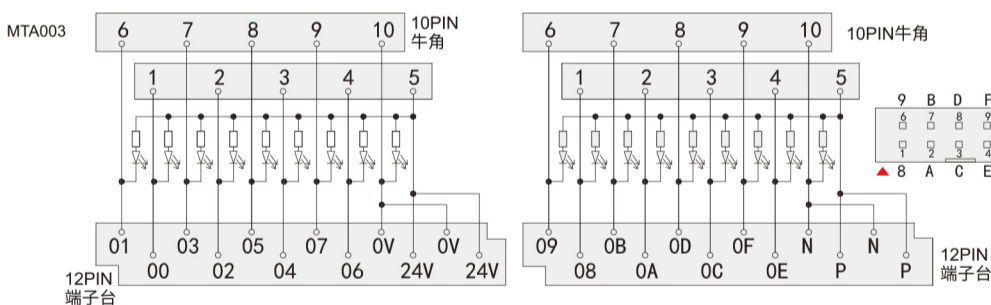 MTA003
6 7 8 9 10
10PIN
牛角
1 2 3 4 5
01 03 05 07 0V 0V
00 02 04 06 24V 24V
12PIN
端子台
6 7 8 9 10
10PIN牛角
1 2 3 4 5
9 B D F
6 7 8 9
1 2 3 4
8 A C E
09 0B 0D 0F N N
08 0A 0C 0E P P
12PIN
端子台